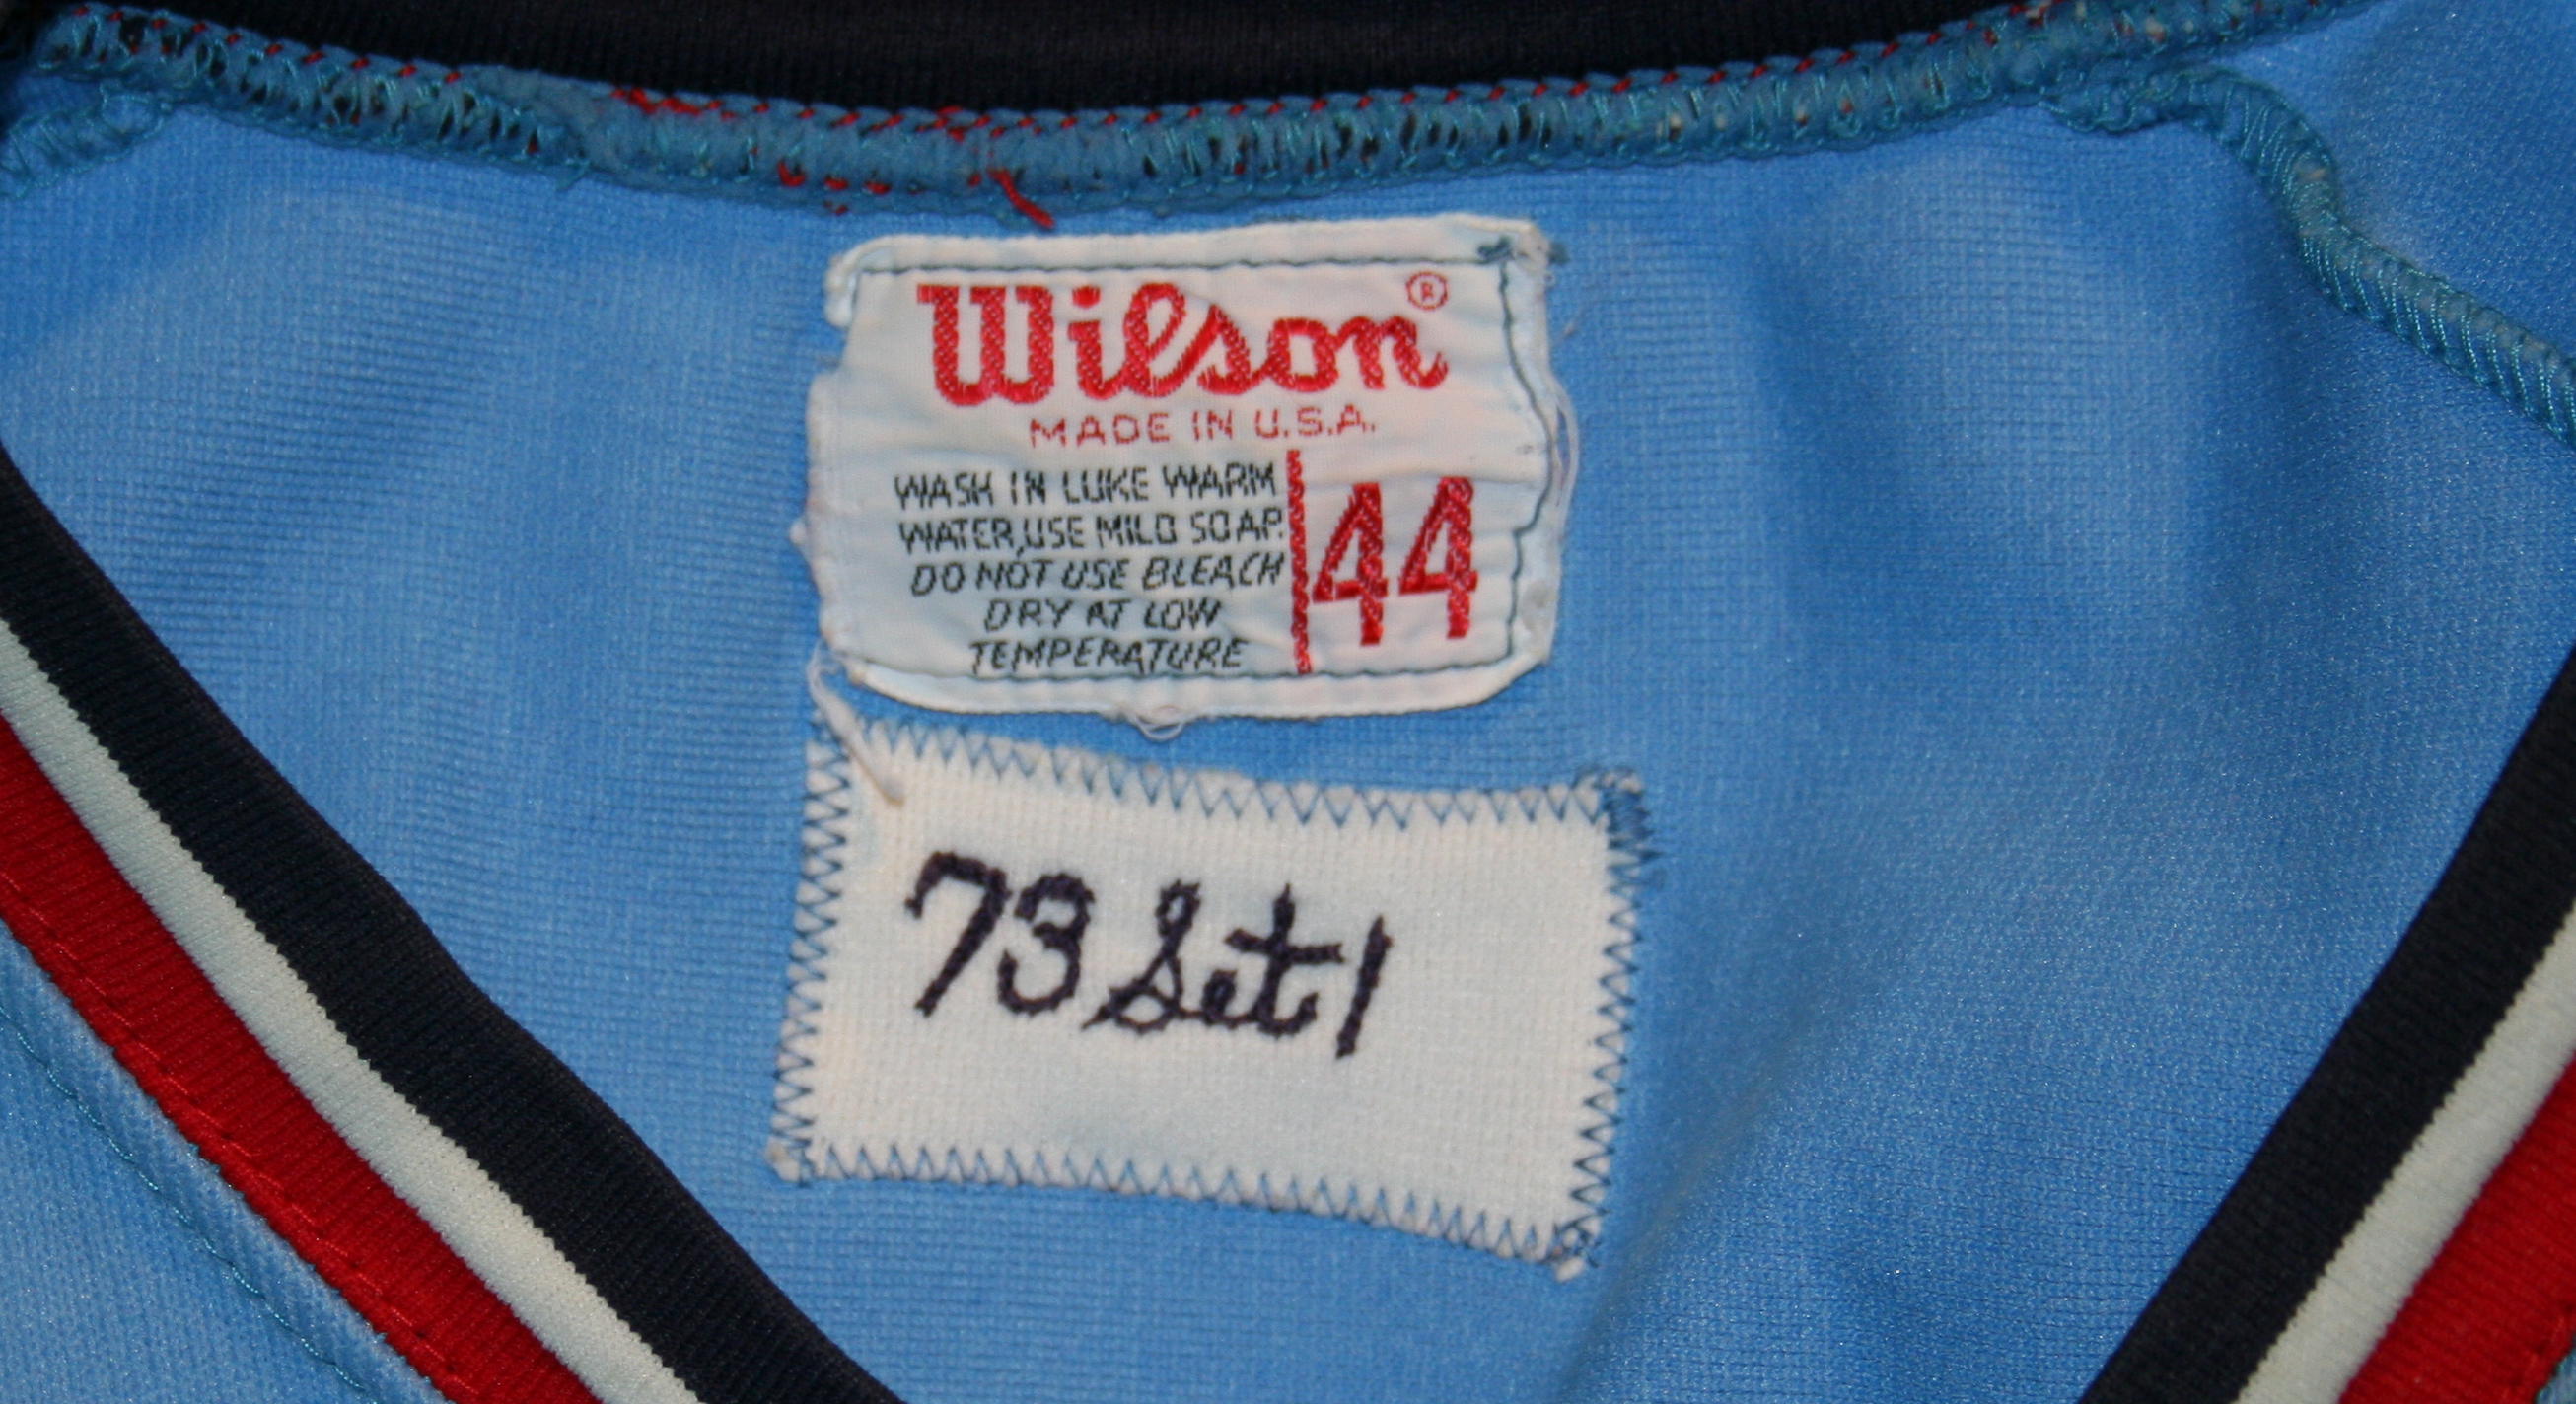 Wilson®
MADE IN U.S.A.
WASH IN LUKE WARM
WATER, USE MILD SOAP.
DO NOT USE BLEACH
DRY AT LOW
TEMPERATURE
44
73 Set 1